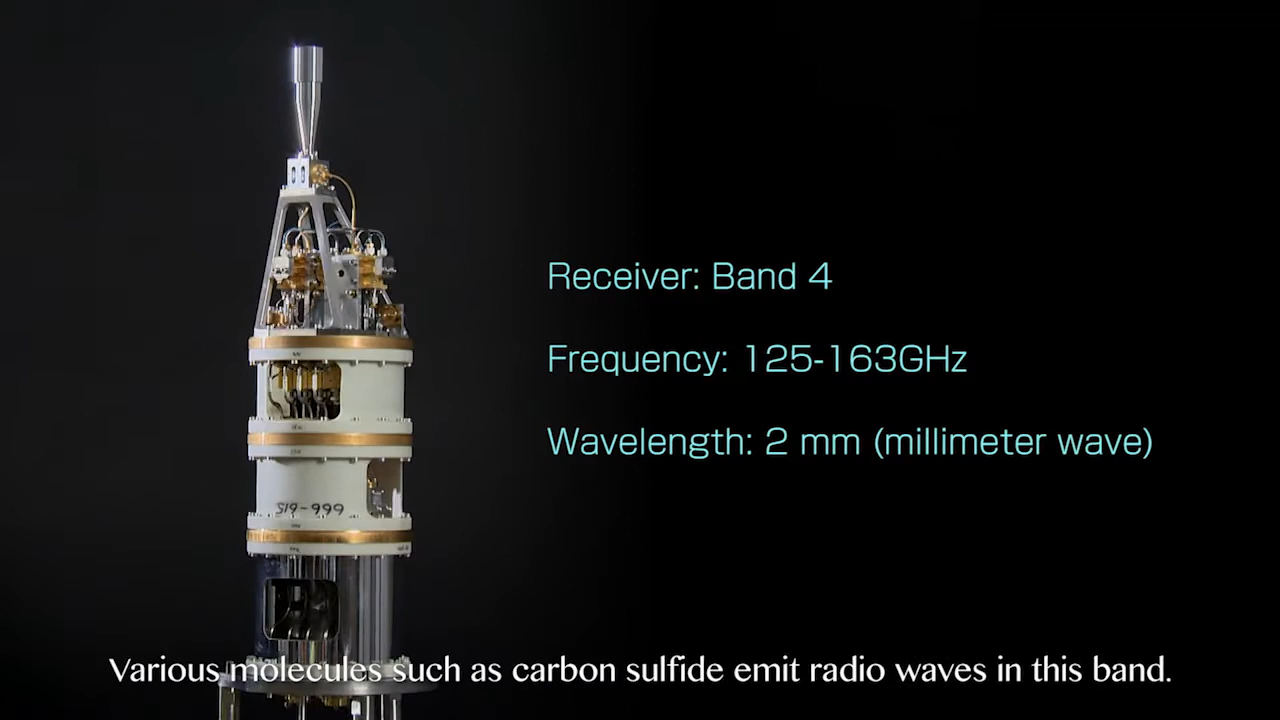 Receiver: Band 4
Frequency: 125-163GHz
Wavelength: 2 mm (millimeter wave)
S19-999
Various molecules such as carbon sulfide emit radio waves in this band.